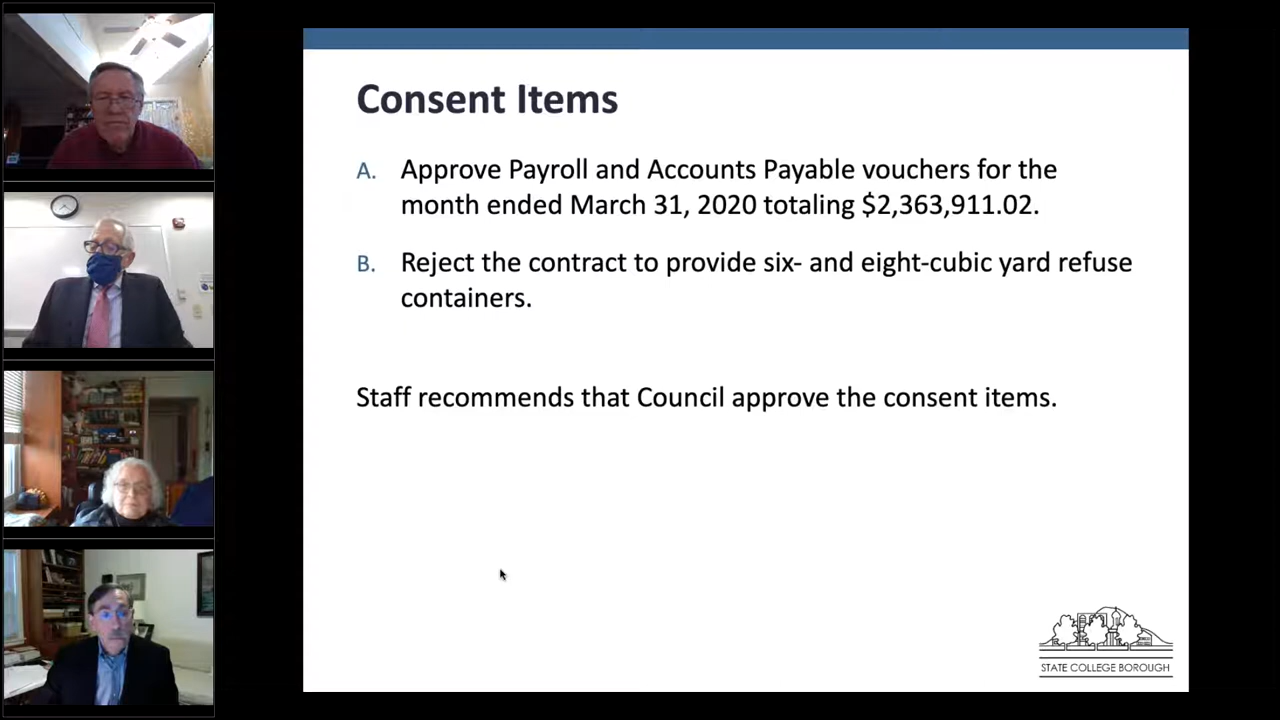 Consent Items
A. Approve Payroll and Accounts Payable vouchers for the
month ended March 31, 2020 totaling $2,363,911.02.
B. Reject the contract to provide six- and eight-cubic yard refuse
containers.
Staff recommends that Council approve the consent items.
STATE COLLEGE BOROUGH